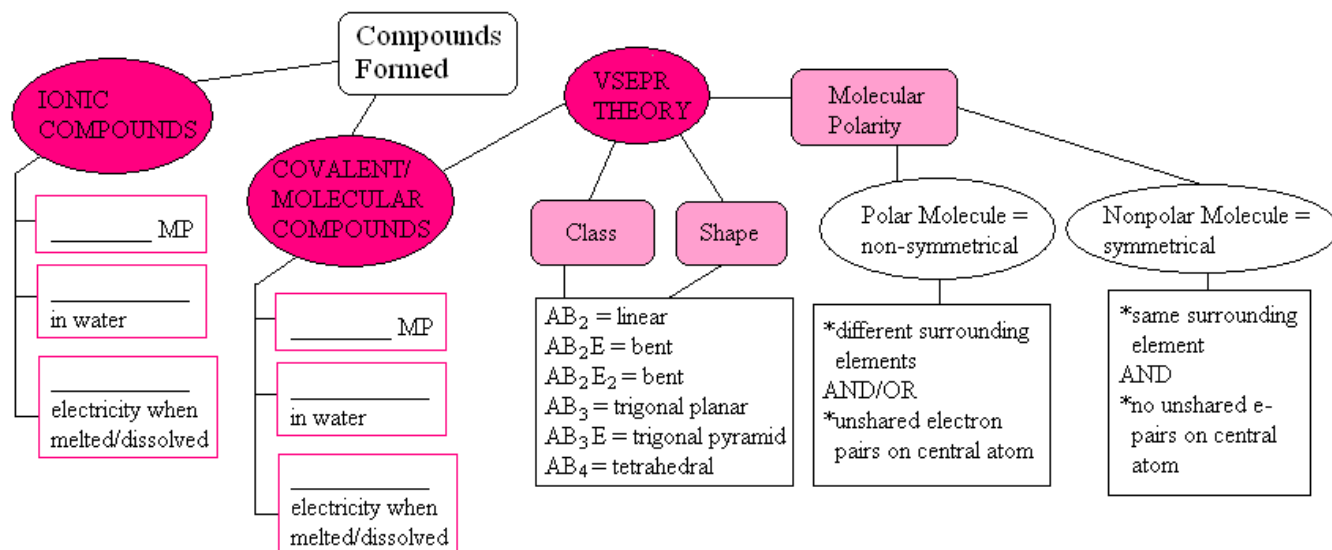 Compounds
Formed
IONIC
COMPOUNDS
_______ MP
__________
in water
__________
electricity when
melted/dissolved
COVALENT/
MOLECULAR
COMPOUNDS
_______ MP
__________
in water
__________
electricity when
melted/dissolved
VSEPR
THEORY
Class
Shape
AB₂ = linear
AB₂E = bent
AB₂E₂ = bent
AB₃ = trigonal planar
AB₃E = trigonal pyramid
AB₄ = tetrahedral
Molecular
Polarity
Polar Molecule =
non-symmetrical
*different surrounding
elements
AND/OR
*unshared electron
pairs on central atom
Nonpolar Molecule =
symmetrical
*same surrounding
element
AND
*no unshared e-
pairs on central
atom